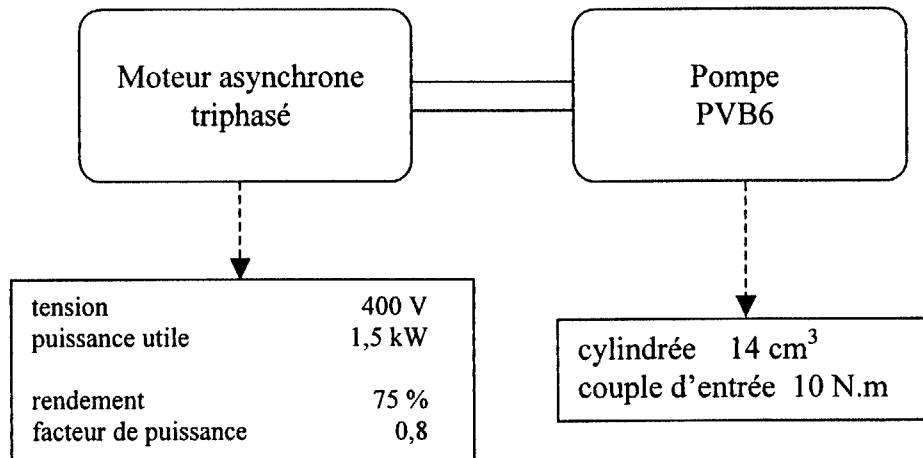 Moteur asynchrone
triphasé
Pompe
PVB6
tension 400 V
puissance utile 1,5 kW
rendement 75 %
facteur de puissance 0,8
cylindrée 14 cm³
couple d'entrée 10 N.m